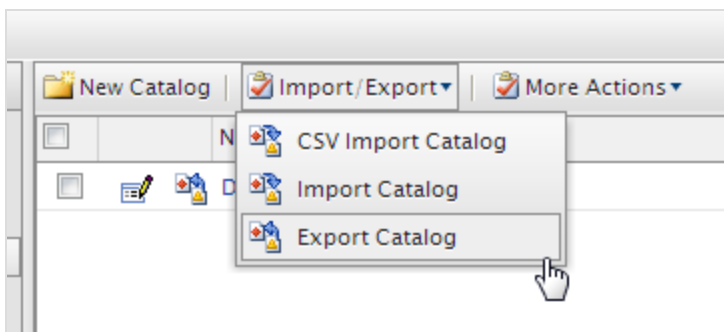 New Catalog Import/Export More Actions
N
CSV Import Catalog
D
Import Catalog
Export Catalog